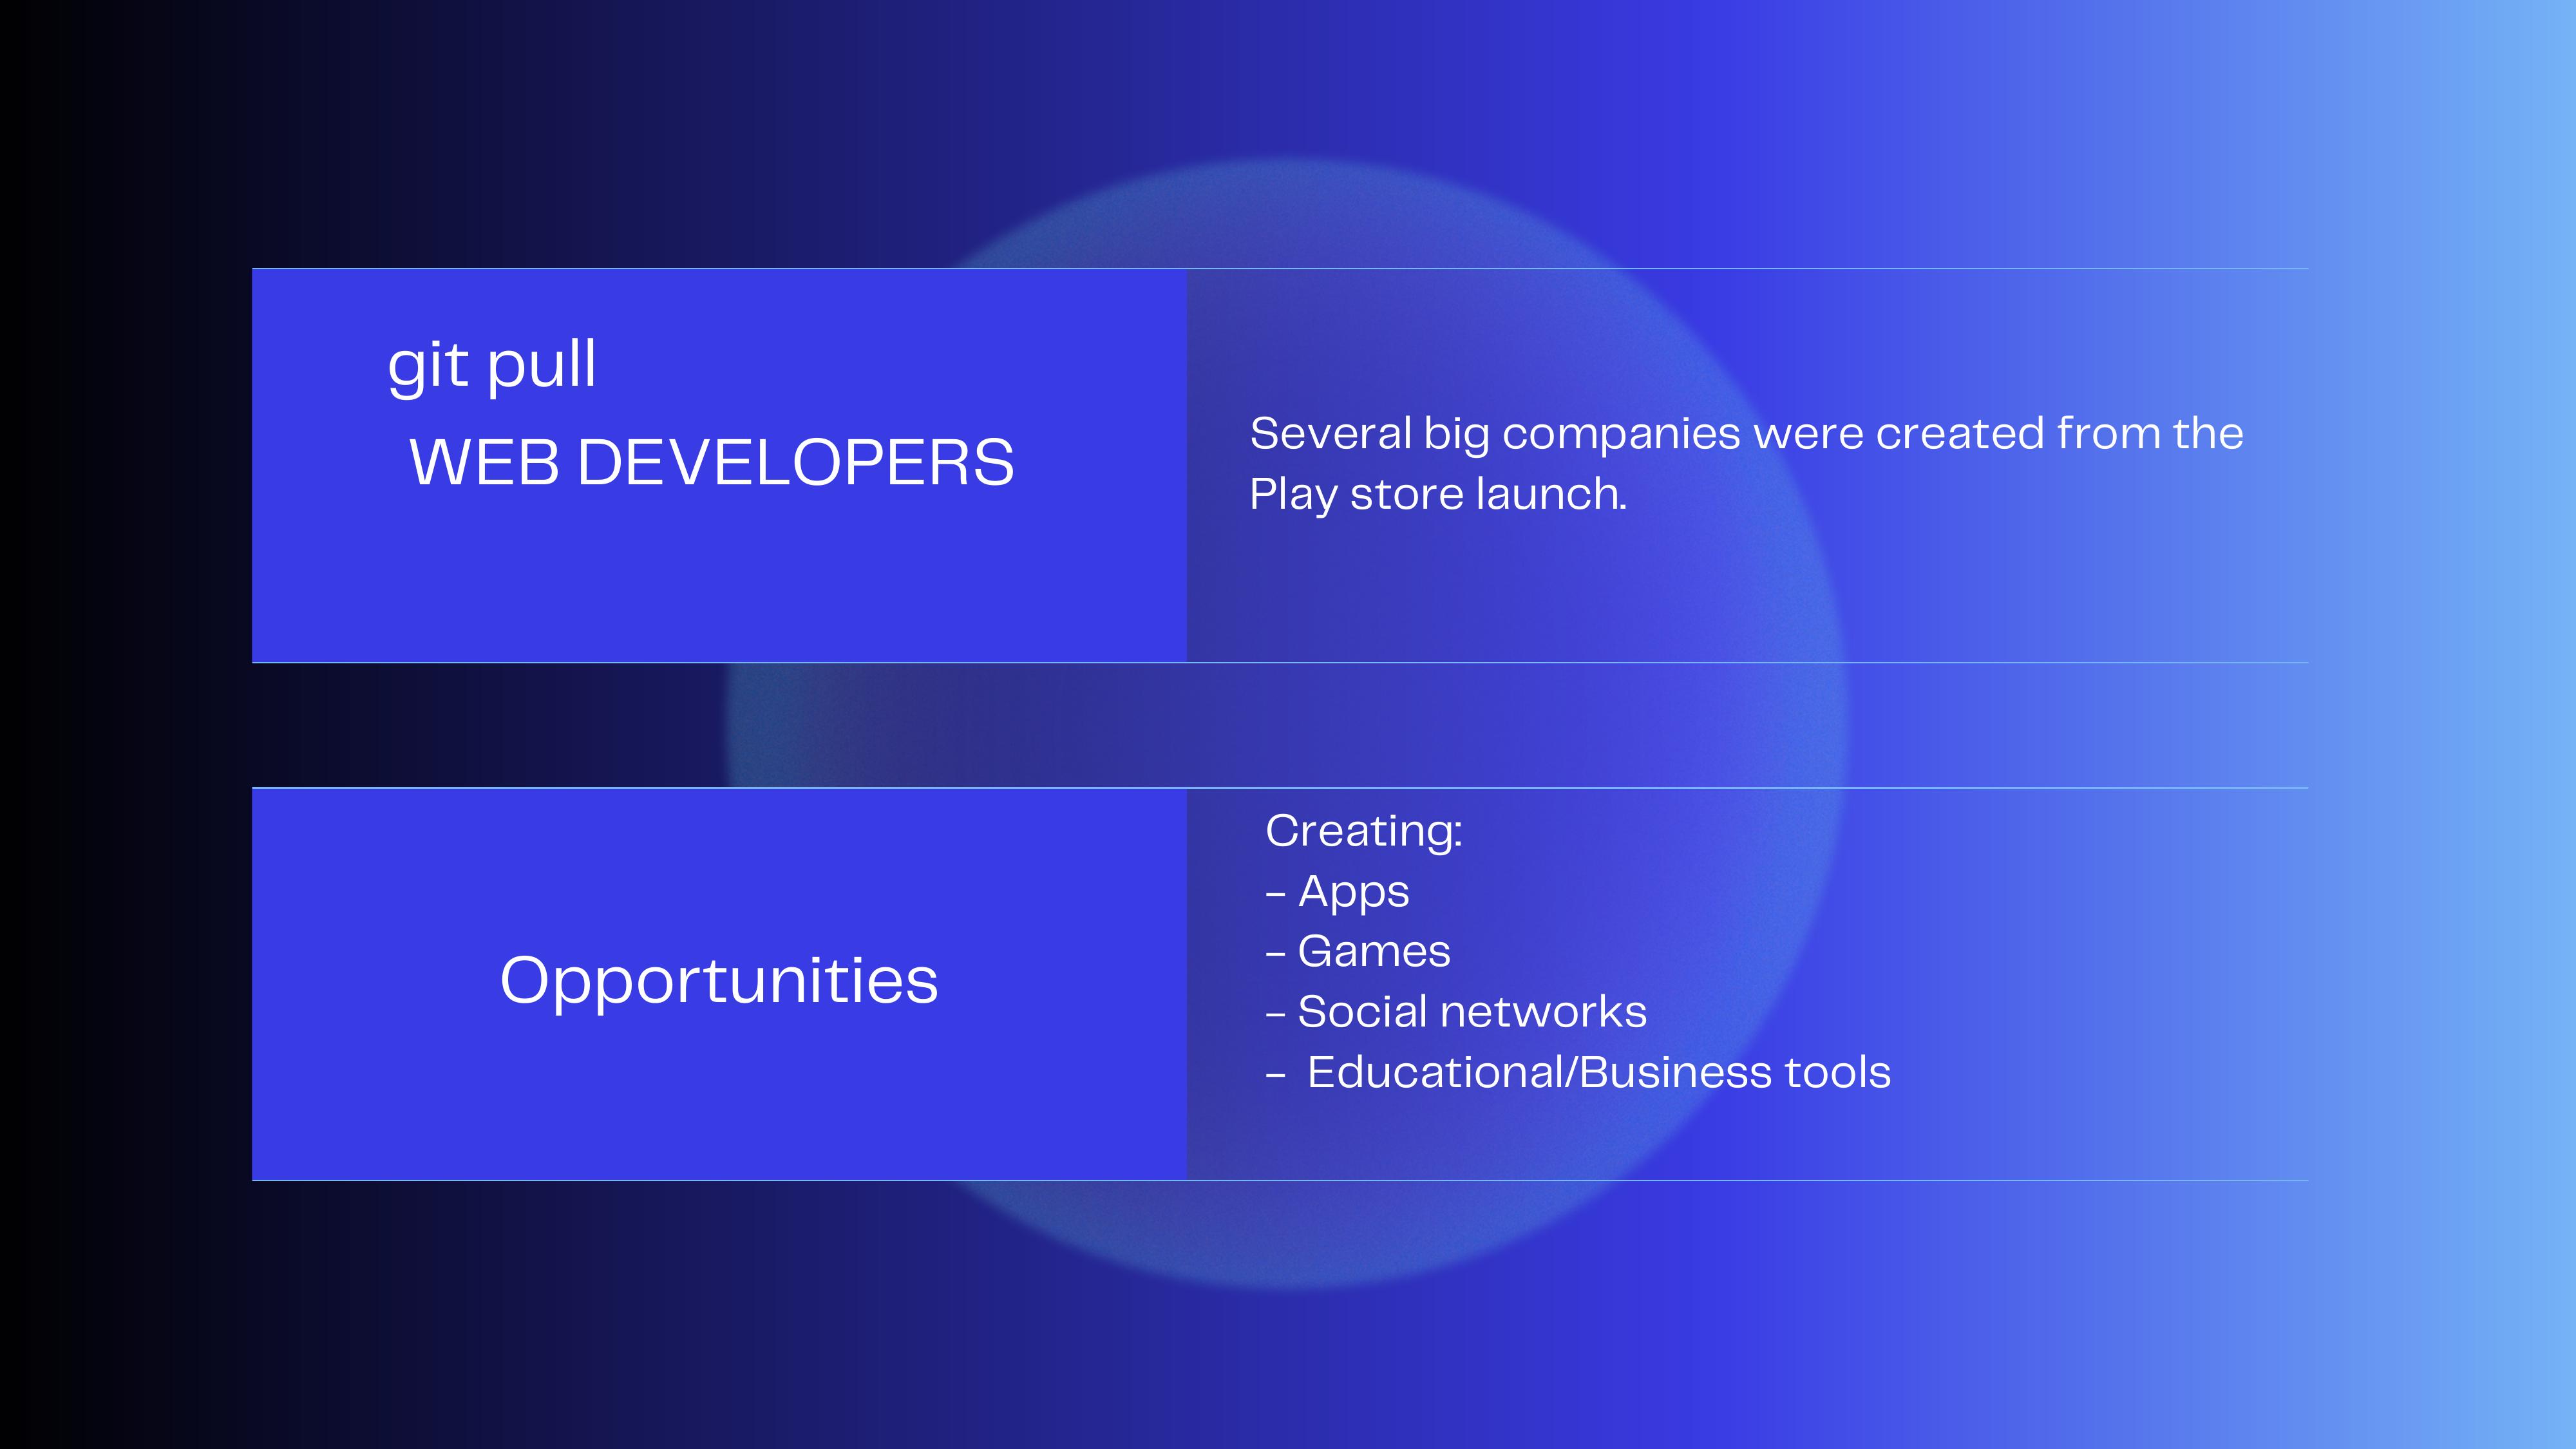 git pull
WEB DEVELOPERS
Several big companies were created from the
Play store launch.
Opportunities
Creating:
- Apps
- Games
- Social networks
- Educational/Business tools